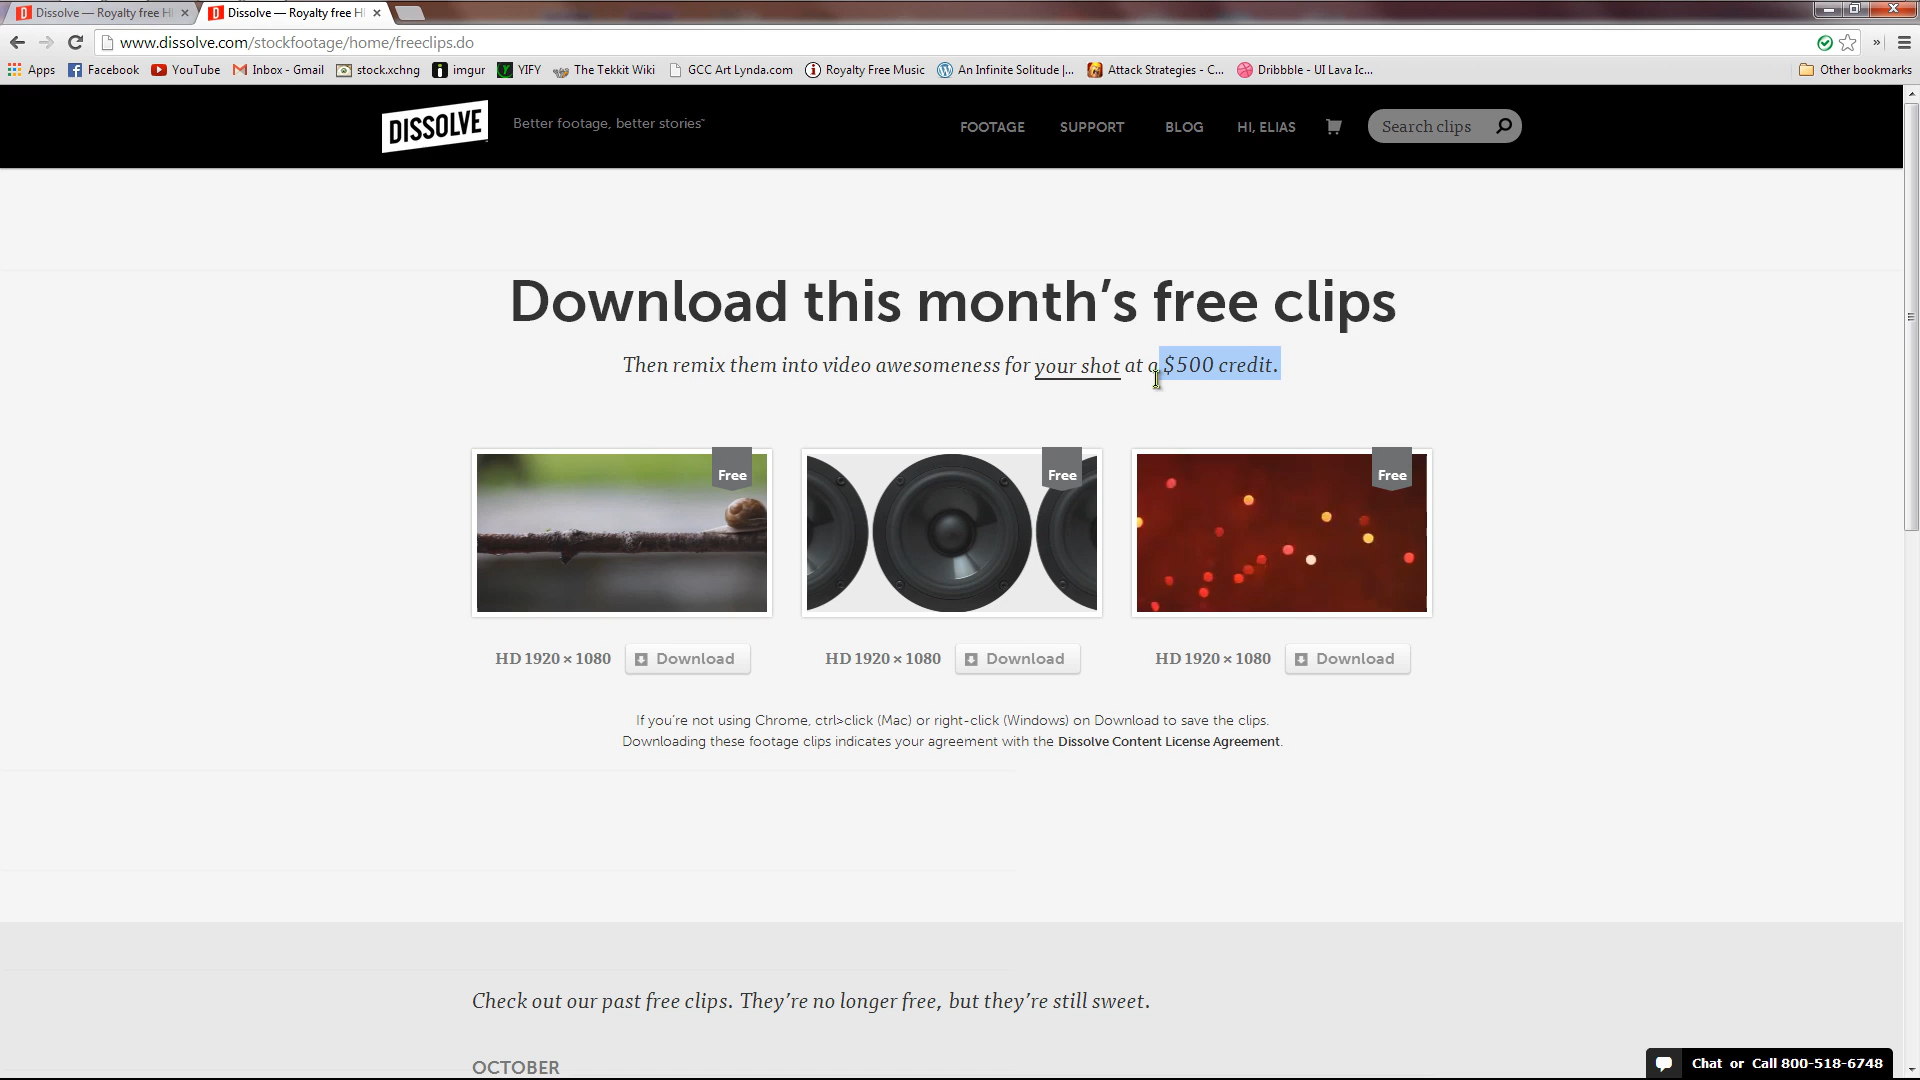 Dissolve — Royalty free H
Dissolve — Royalty free H
www.dissolve.com/stockfootage/home/freeclips.do
Apps Facebook YouTube Inbox - Gmail stock.xchng imgur YIFY The Tekkit Wiki GCC Art Lynda.com Royalty Free Music An Infinite Solitude |... Attack Strategies - C... Dribbble - UI Lava Ic... » Other bookmarks
DISSOLVE Better footage, better stories™ FOOTAGE SUPPORT BLOG HI, ELIAS Search clips
Download this month’s free clips
Then remix them into video awesomeness for your shot at a $500 credit.
Free Free Free
HD 1920 × 1080 Download HD 1920 × 1080 Download HD 1920 × 1080 Download
If you’re not using Chrome, ctrl>click (Mac) or right-click (Windows) on Download to save the clips.
Downloading these footage clips indicates your agreement with the Dissolve Content License Agreement.
Check out our past free clips. They’re no longer free, but they’re still sweet.
OCTOBER
Chat or Call 800-518-6748